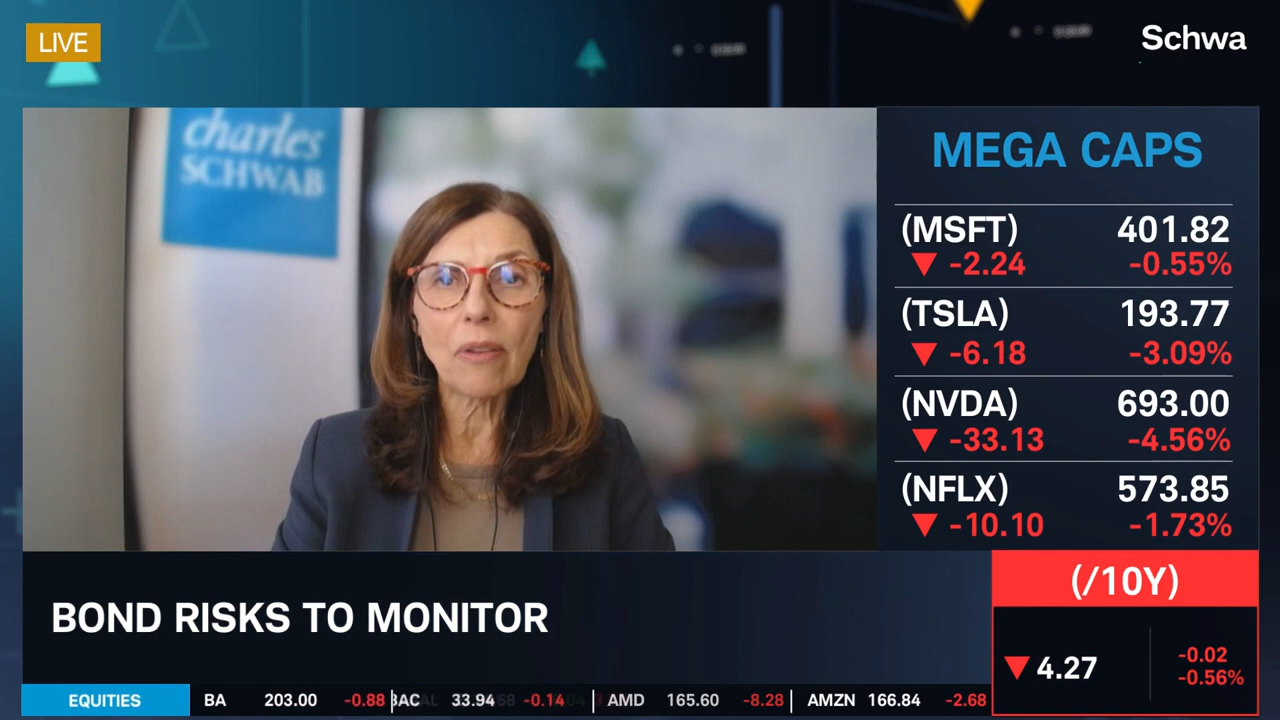 LIVE
Schwa
charles
SCHWAB
MEGA CAPS
(MSFT) 401.82
▼ -2.24 -0.55%
(TSLA) 193.77
▼ -6.18 -3.09%
(NVDA) 693.00
▼ -33.13 -4.56%
(NFLX) 573.85
▼ -10.10 -1.73%
BOND RISKS TO MONITOR
(/10Y)
▼ 4.27 -0.02
-0.56%
EQUITIES BA 203.00 -0.88 BAC 33.94 -0.14 AMD 165.60 -8.28 AMZN 166.84 -2.68